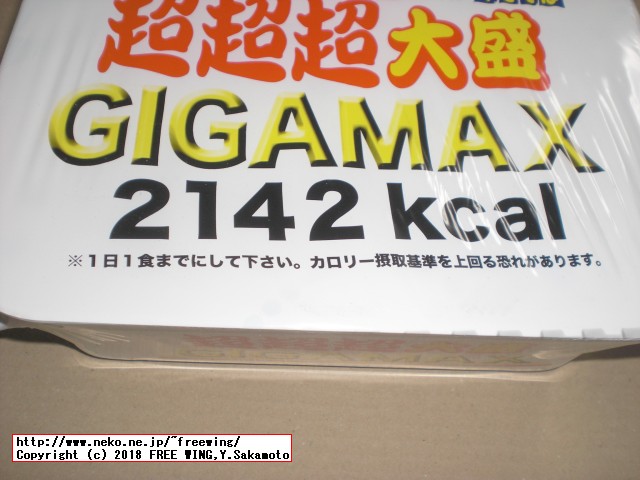 超超超大盛
GIGAMAX
2142kcal
※1日1食までにして下さい。カロリー摂取基準を上回る恐れがあります。
http://www.neko.ne.jp/~freewing/
Copyright (c) 2018 FREE WING,Y.Sakamoto